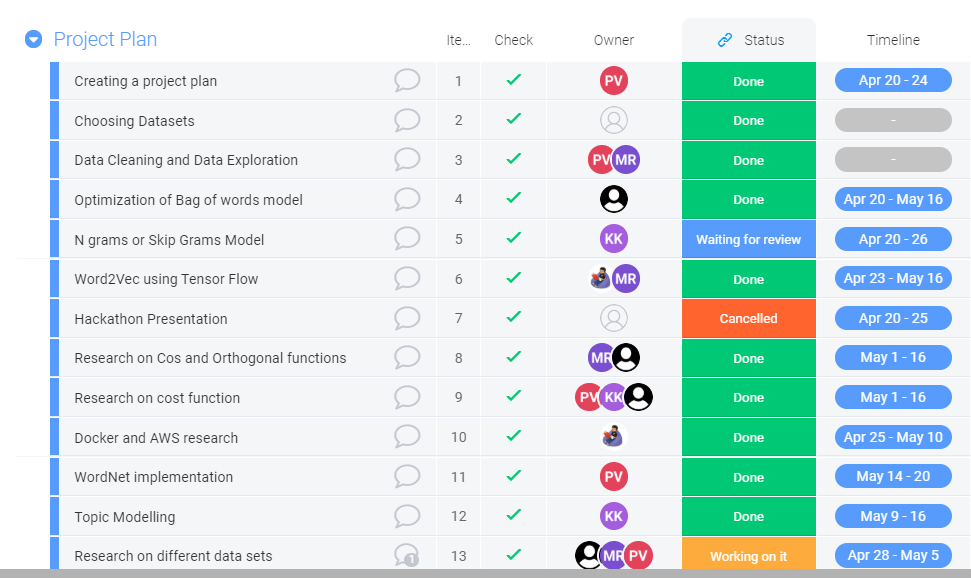 Project Plan Ite... Check Owner Status Timeline
Creating a project plan 1 PV Done Apr 20 - 24
Choosing Datasets 2 Done -
Data Cleaning and Data Exploration 3 PV MR Done -
Optimization of Bag of words model 4 Done Apr 20 - May 16
N grams or Skip Grams Model 5 KK Waiting for review Apr 20 - 26
Word2Vec using Tensor Flow 6 MR Done Apr 23 - May 16
Hackathon Presentation 7 Cancelled Apr 20 - 25
Research on Cos and Orthogonal functions 8 MR Done May 1 - 16
Research on cost function 9 PV KK Done May 1 - 16
Docker and AWS research 10 Done Apr 25 - May 10
WordNet implementation 11 PV Done May 14 - 20
Topic Modelling 12 KK Done May 9 - 16
Research on different data sets 1 13 MR PV Working on it Apr 28 - May 5